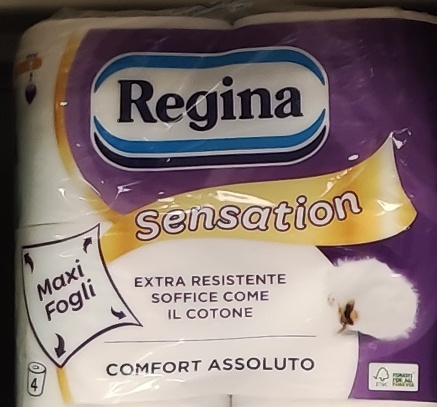 Regina
Sensation
Maxi
Fogli
EXTRA RESISTENTE
SOFFICE COME
IL COTONE
COMFORT ASSOLUTO
4